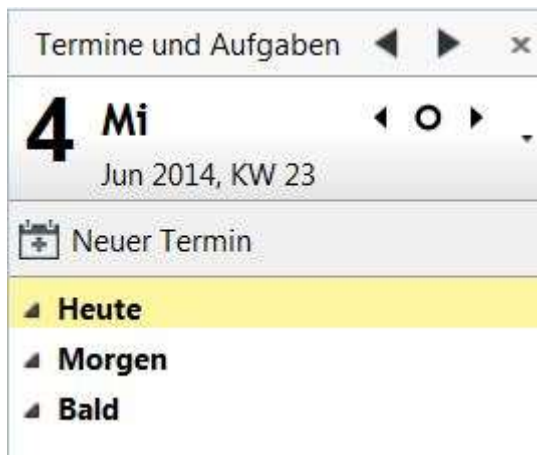 Termine und Aufgaben
4 Mi
Jun 2014, KW 23
Neuer Termin
Heute
Morgen
Bald